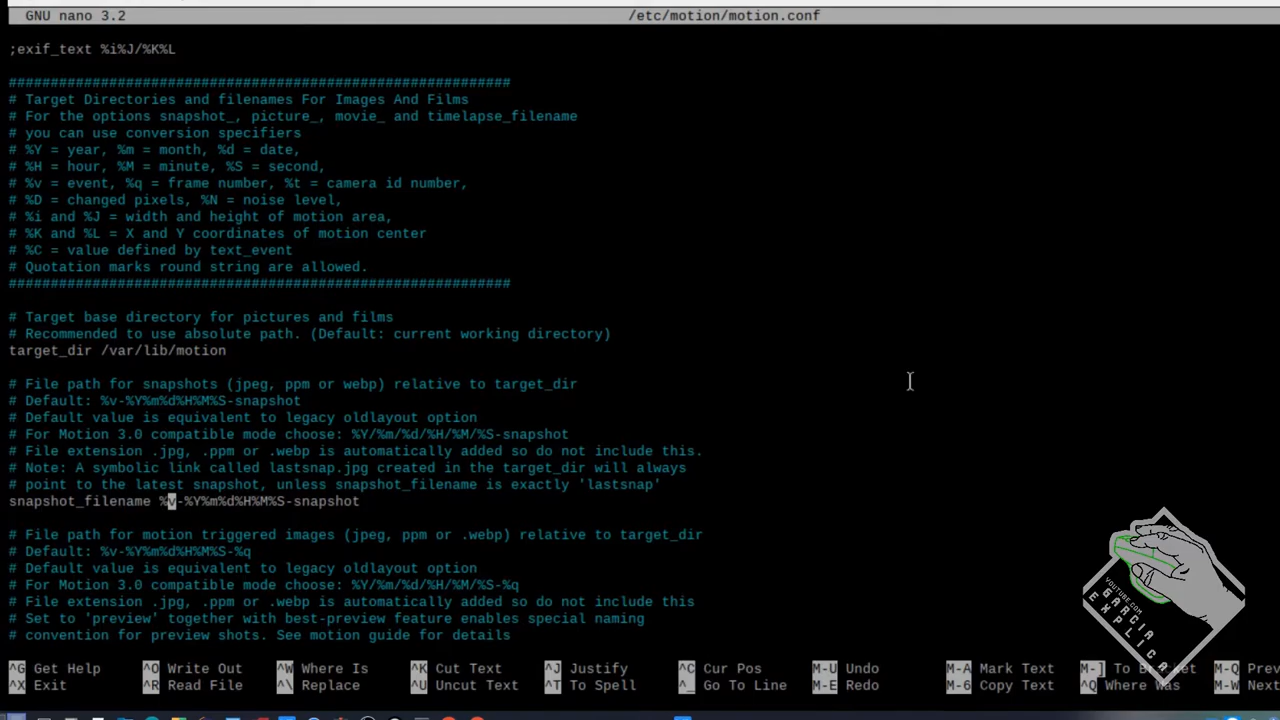 GNU nano 3.2 /etc/motion/motion.conf
;exif_text %i%J/%K%L
############################################################
# Target Directories and filenames For Images And Films
# For the options snapshot_, picture_, movie_ and timelapse_filename
# you can use conversion specifiers
# %Y = year, %m = month, %d = date,
# %H = hour, %M = minute, %S = second,
# %v = event, %q = frame number, %t = camera id number,
# %D = changed pixels, %N = noise level,
# %i and %J = width and height of motion area,
# %K and %L = X and Y coordinates of motion center
# %C = value defined by text_event
# Quotation marks round string are allowed.
############################################################
# Target base directory for pictures and films
# Recommended to use absolute path. (Default: current working directory)
target_dir /var/lib/motion
# File path for snapshots (jpeg, ppm or webp) relative to target_dir
# Default: %v-%Y%m%d%H%M%S-snapshot
# Default value is equivalent to legacy oldlayout option
# For Motion 3.0 compatible mode choose: %Y/%m/%d/%H/%M/%S-snapshot
# File extension .jpg, .ppm or .webp is automatically added so do not include this.
# Note: A symbolic link called lastsnap.jpg created in the target_dir will always
# point to the latest snapshot, unless snapshot_filename is exactly 'lastsnap'
snapshot_filename %v-%Y%m%d%H%M%S-snapshot
# File path for motion triggered images (jpeg, ppm or .webp) relative to target_dir
# Default: %v-%Y%m%d%H%M%S-%q
# Default value is equivalent to legacy oldlayout option
# For Motion 3.0 compatible mode choose: %Y/%m/%d/%H/%M/%S-%q
# File extension .jpg, .ppm or .webp is automatically added so do not include this
# Set to 'preview' together with best-preview feature enables special naming
# convention for preview shots. See motion guide for details
YOUTUBE.COM
EGARCIA
EXPLICA
^G Get Help ^O Write Out ^W Where Is ^K Cut Text ^J Justify ^C Cur Pos M-U Undo M-A Mark Text M-] To Bracket M-Q Prev
^X Exit ^R Read File ^\ Replace ^U Uncut Text ^T To Spell ^_ Go To Line M-E Redo M-6 Copy Text ^Q Where Was M-W Next